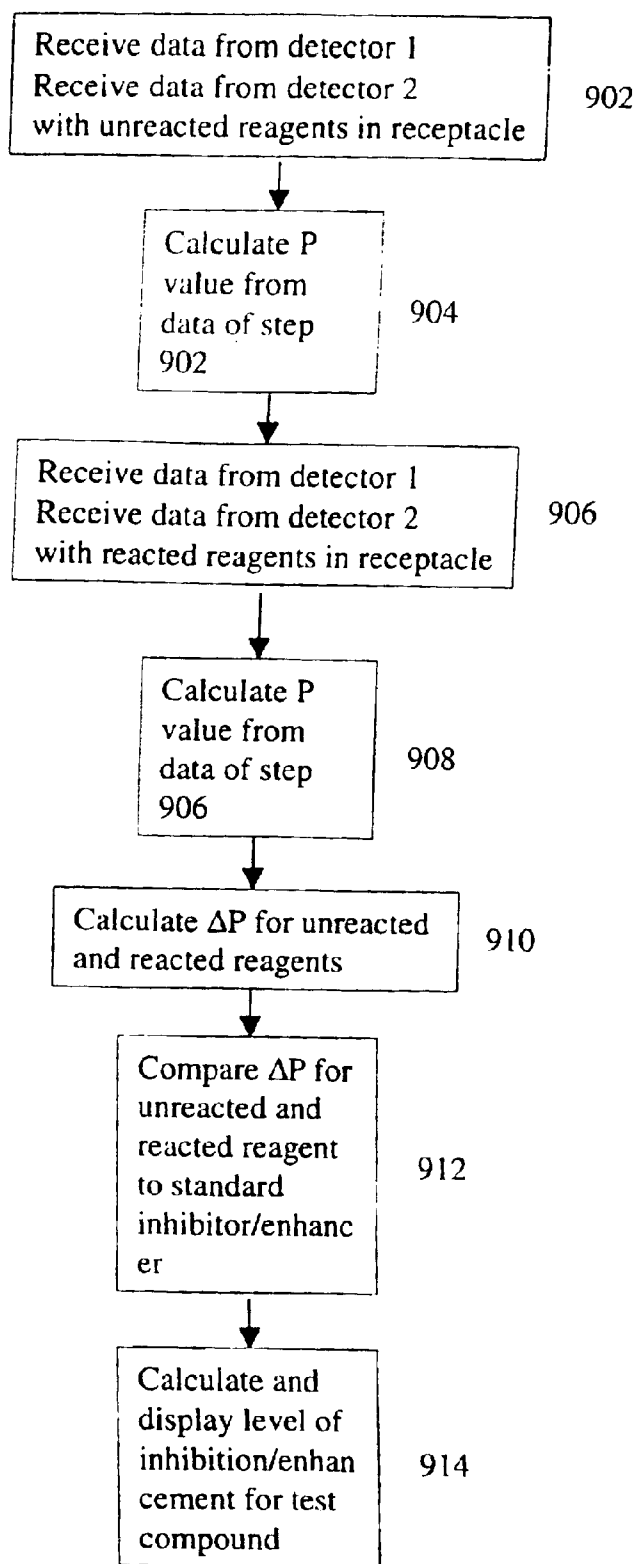 Receive data from detector 1
Receive data from detector 2
with unreacted reagents in receptacle
902
Calculate P
value from
data of step
902
904
Receive data from detector 1
Receive data from detector 2
with reacted reagents in receptacle
906
Calculate P
value from
data of step
906
908
Calculate ΔP for unreacted
and reacted reagents
910
Compare ΔP for
unreacted and
reacted reagent
to standard
inhibitor/enhanc
er
912
Calculate and
display level of
inhibition/enhan
cement for test
compound
914